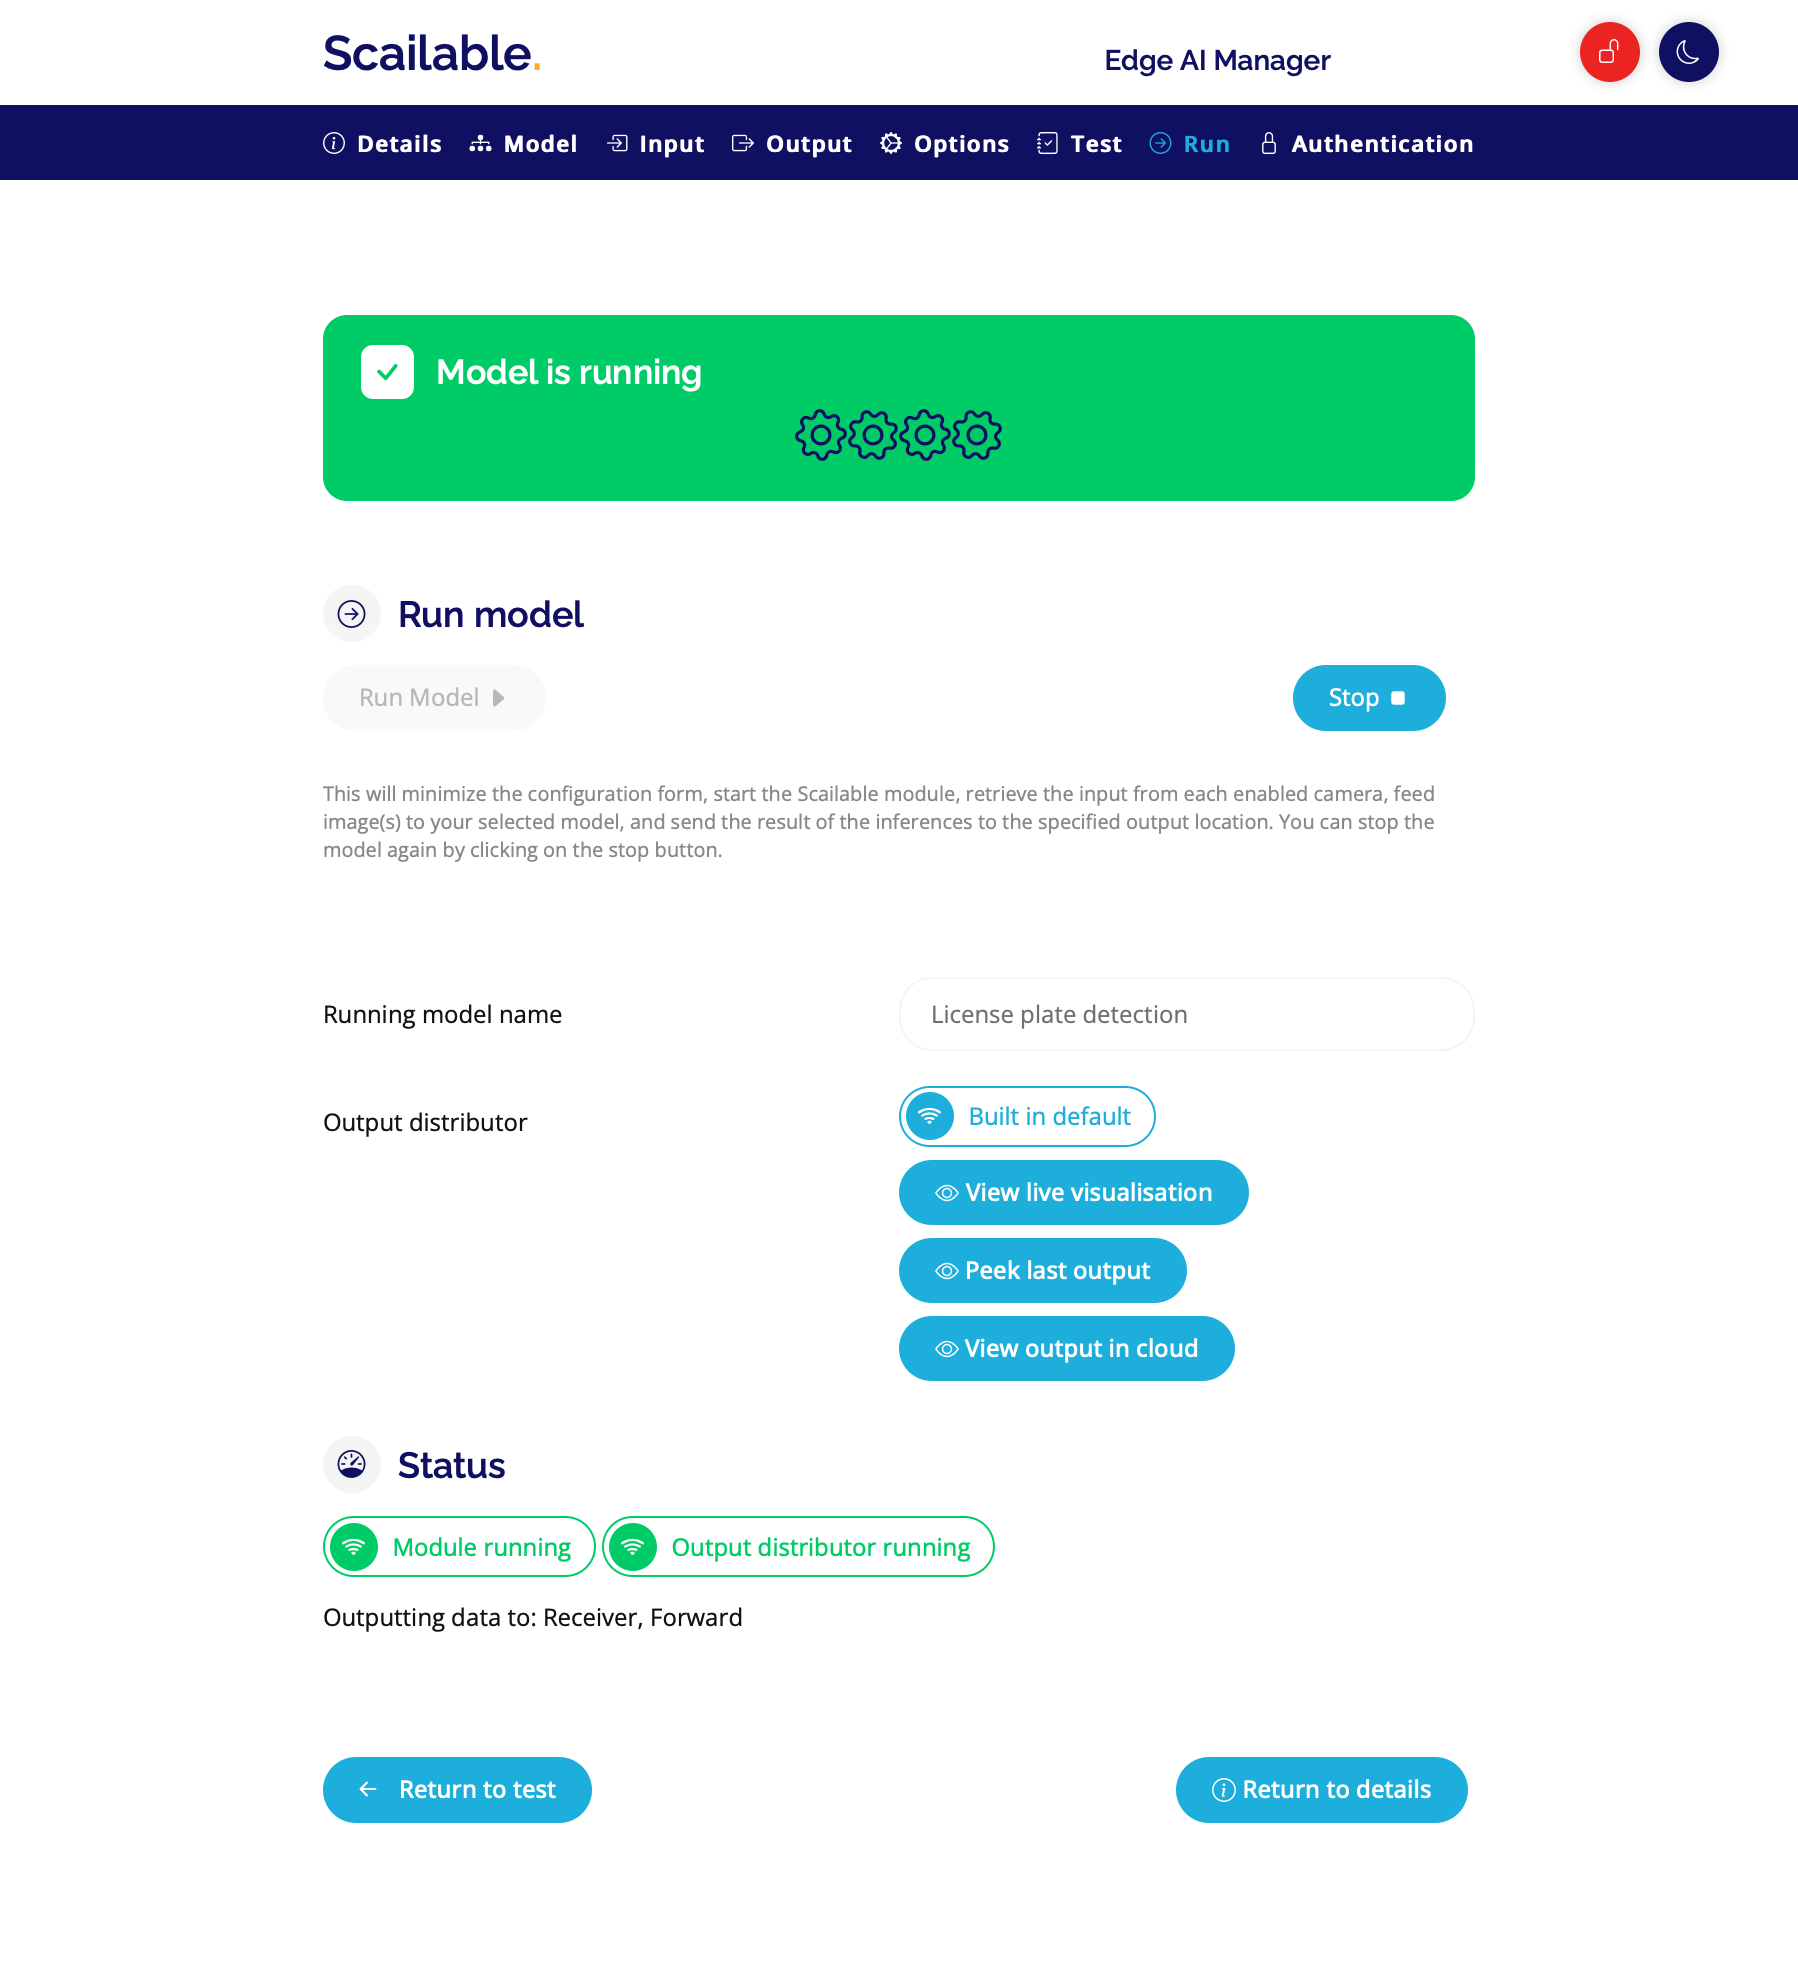 Scailable.
Edge AI Manager
Details Model Input Output Options Test Run Authentication
Model is running
Run model
Run Model
Stop
This will minimize the configuration form, start the Scailable module, retrieve the input from each enabled camera, feed
image(s) to your selected model, and send the result of the inferences to the specified output location. You can stop the
model again by clicking on the stop button.
Running model name
License plate detection
Output distributor
Built in default
View live visualisation
Peek last output
View output in cloud
Status
Module running
Output distributor running
Outputting data to: Receiver, Forward
Return to test
Return to details